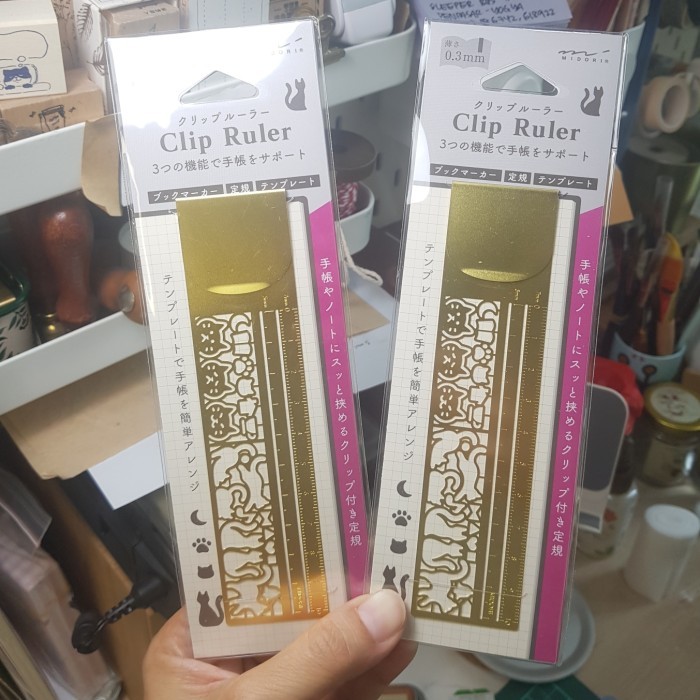 MIDORI
クリップルーラー
Clip Ruler
3つの機能で手帳をサポート
ブックマーカー 定規 テンプレート
手帳やノートにスッと挟めるクリップ付き定規
テンプレートで手帳を簡単アレンジ
薄さ
0.3mm
MIDORI
クリップルーラー
Clip Ruler
3つの機能で手帳をサポート
ブックマーカー 定規 テンプレート
手帳やノートにスッと挟めるクリップ付き定規
テンプレートで手帳を簡単アレンジ